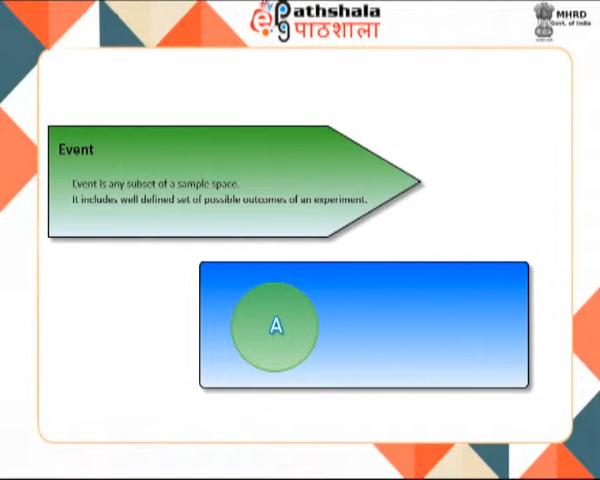 Pathshala
पाठशाला
MHRD
Govt. of India
Event
Event is any subset of a sample space.
It includes well defined set of possible outcomes of an experiment.
A